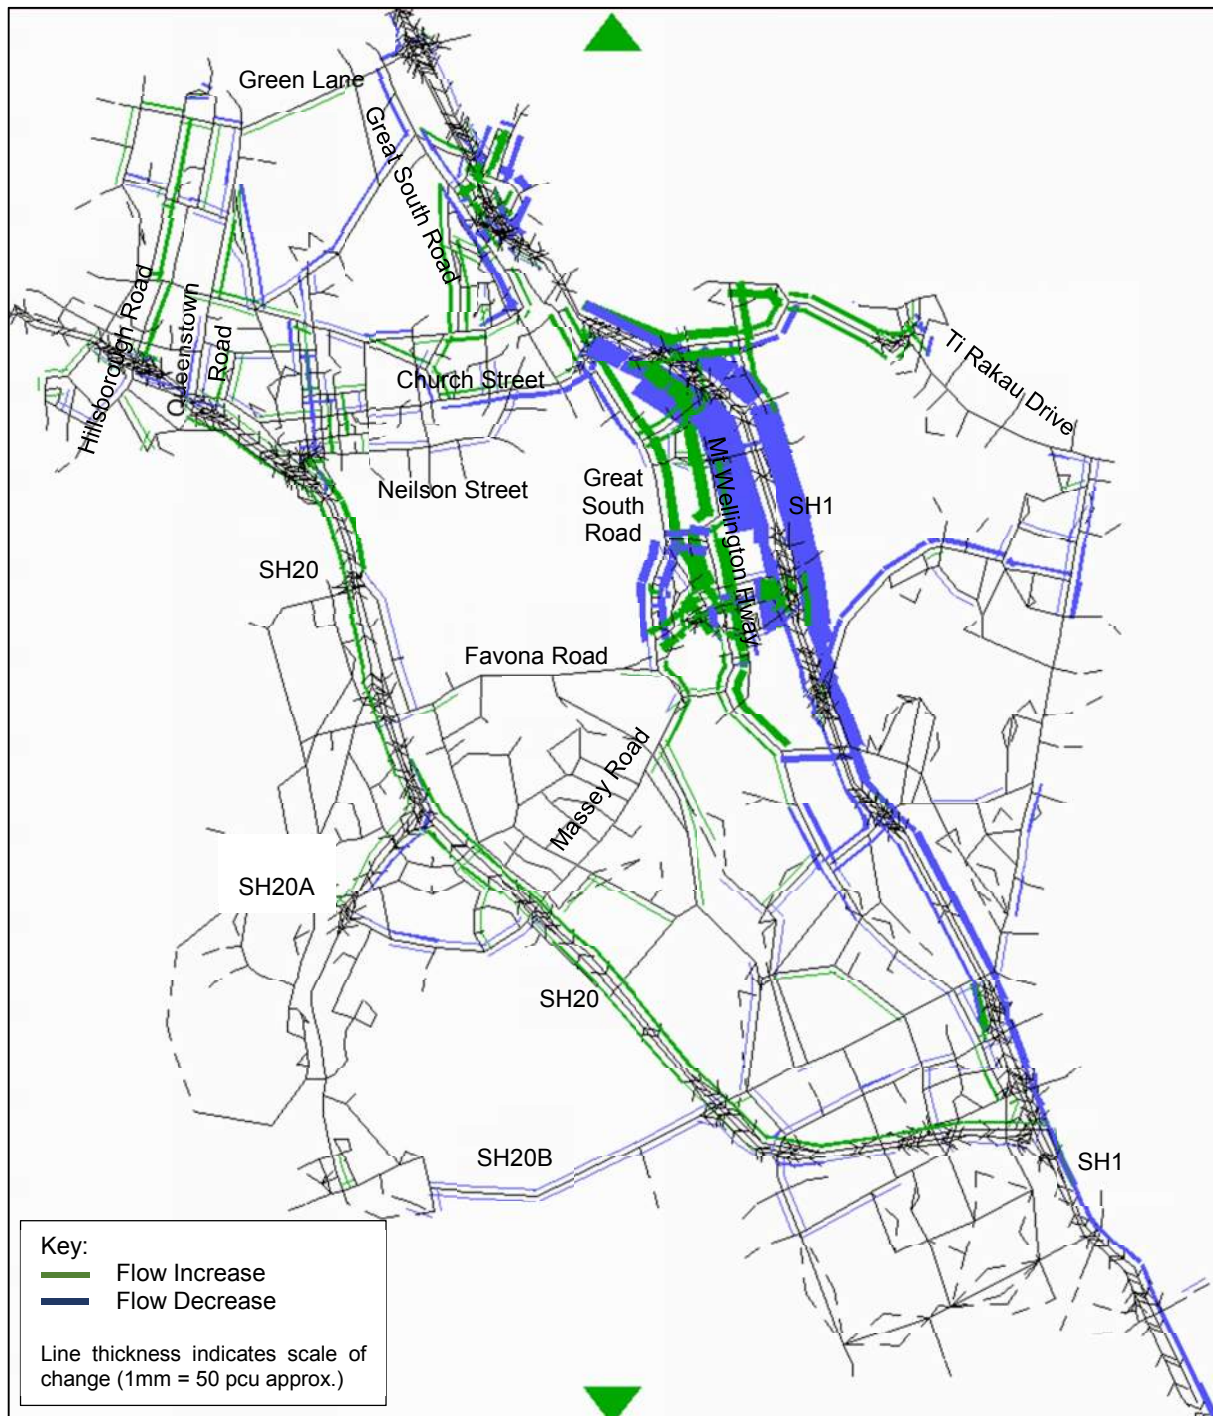 Green Lane
Great South Road
Hillsborough Road
Queenstown
Road
Church Street
Neilson Street
Ti Rakau Drive
Great
South
Road
Mt Wellington Hway
SH1
SH20
Favona Road
Massey Road
SH20A
SH20
SH20B
SH1
Key:
Flow Increase
Flow Decrease
Line thickness indicates scale of
change (1mm = 50 pcu approx.)